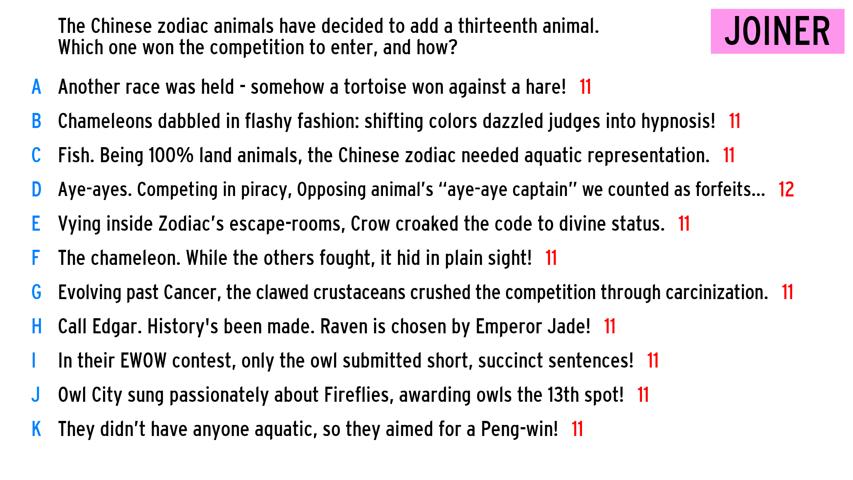 The Chinese zodiac animals have decided to add a thirteenth animal.
Which one won the competition to enter, and how?
JOINER
A Another race was held - somehow a tortoise won against a hare! 11
B Chameleons dabbled in flashy fashion: shifting colors dazzled judges into hypnosis! 11
C Fish. Being 100% land animals, the Chinese zodiac needed aquatic representation. 11
D Aye-ayes. Competing in piracy, Opposing animal's “aye-aye captain” we counted as forfeits... 12
E Vying inside Zodiac's escape-rooms, Crow croaked the code to divine status. 11
F The chameleon. While the others fought, it hid in plain sight! 11
G Evolving past Cancer, the clawed crustaceans crushed the competition through carcinization. 11
H Call Edgar. History's been made. Raven is chosen by Emperor Jade! 11
I In their EWOW contest, only the owl submitted short, succinct sentences! 11
J Owl City sung passionately about Fireflies, awarding owls the 13th spot! 11
K They didn't have anyone aquatic, so they aimed for a Peng-win! 11